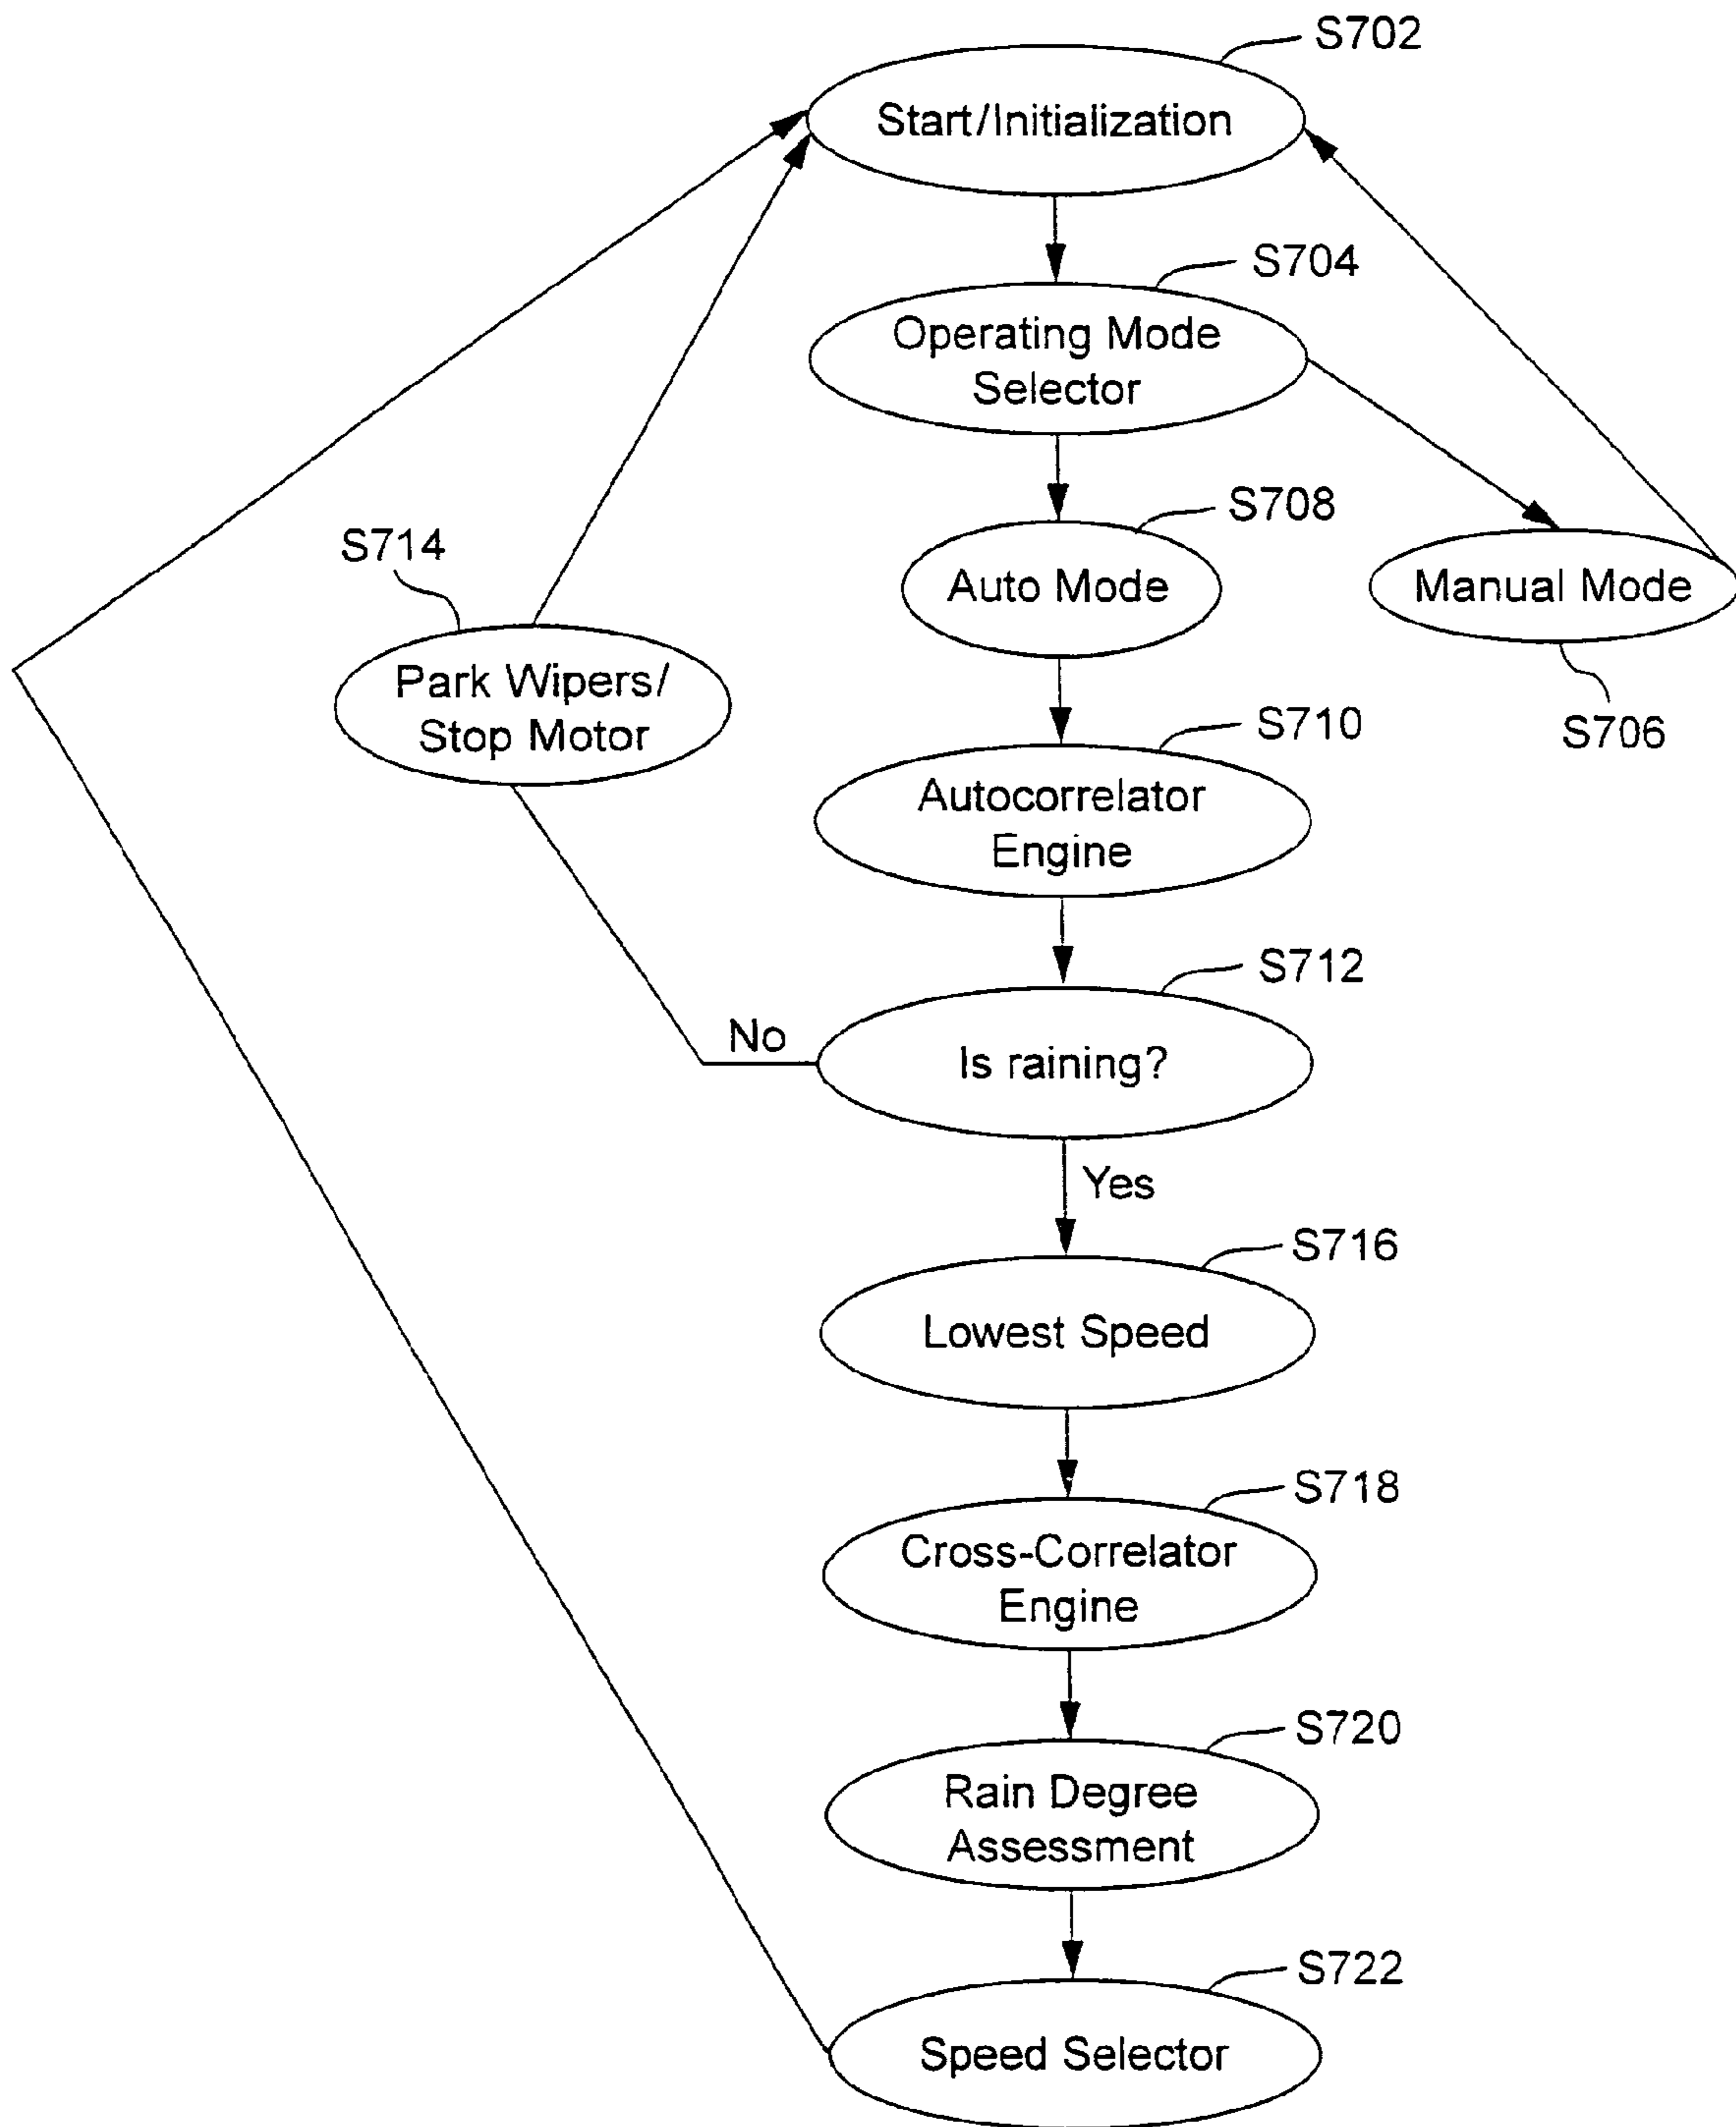 S702
Start/Initialization
S704
Operating Mode
Selector
S708
Auto Mode
Manual Mode
S706
S714
Park Wipers/
Stop Motor
S710
Autocorrelator
Engine
S712
No
Is raining?
Yes
S716
Lowest Speed
S718
Cross-Correlator
Engine
S720
Rain Degree
Assessment
S722
Speed Selector